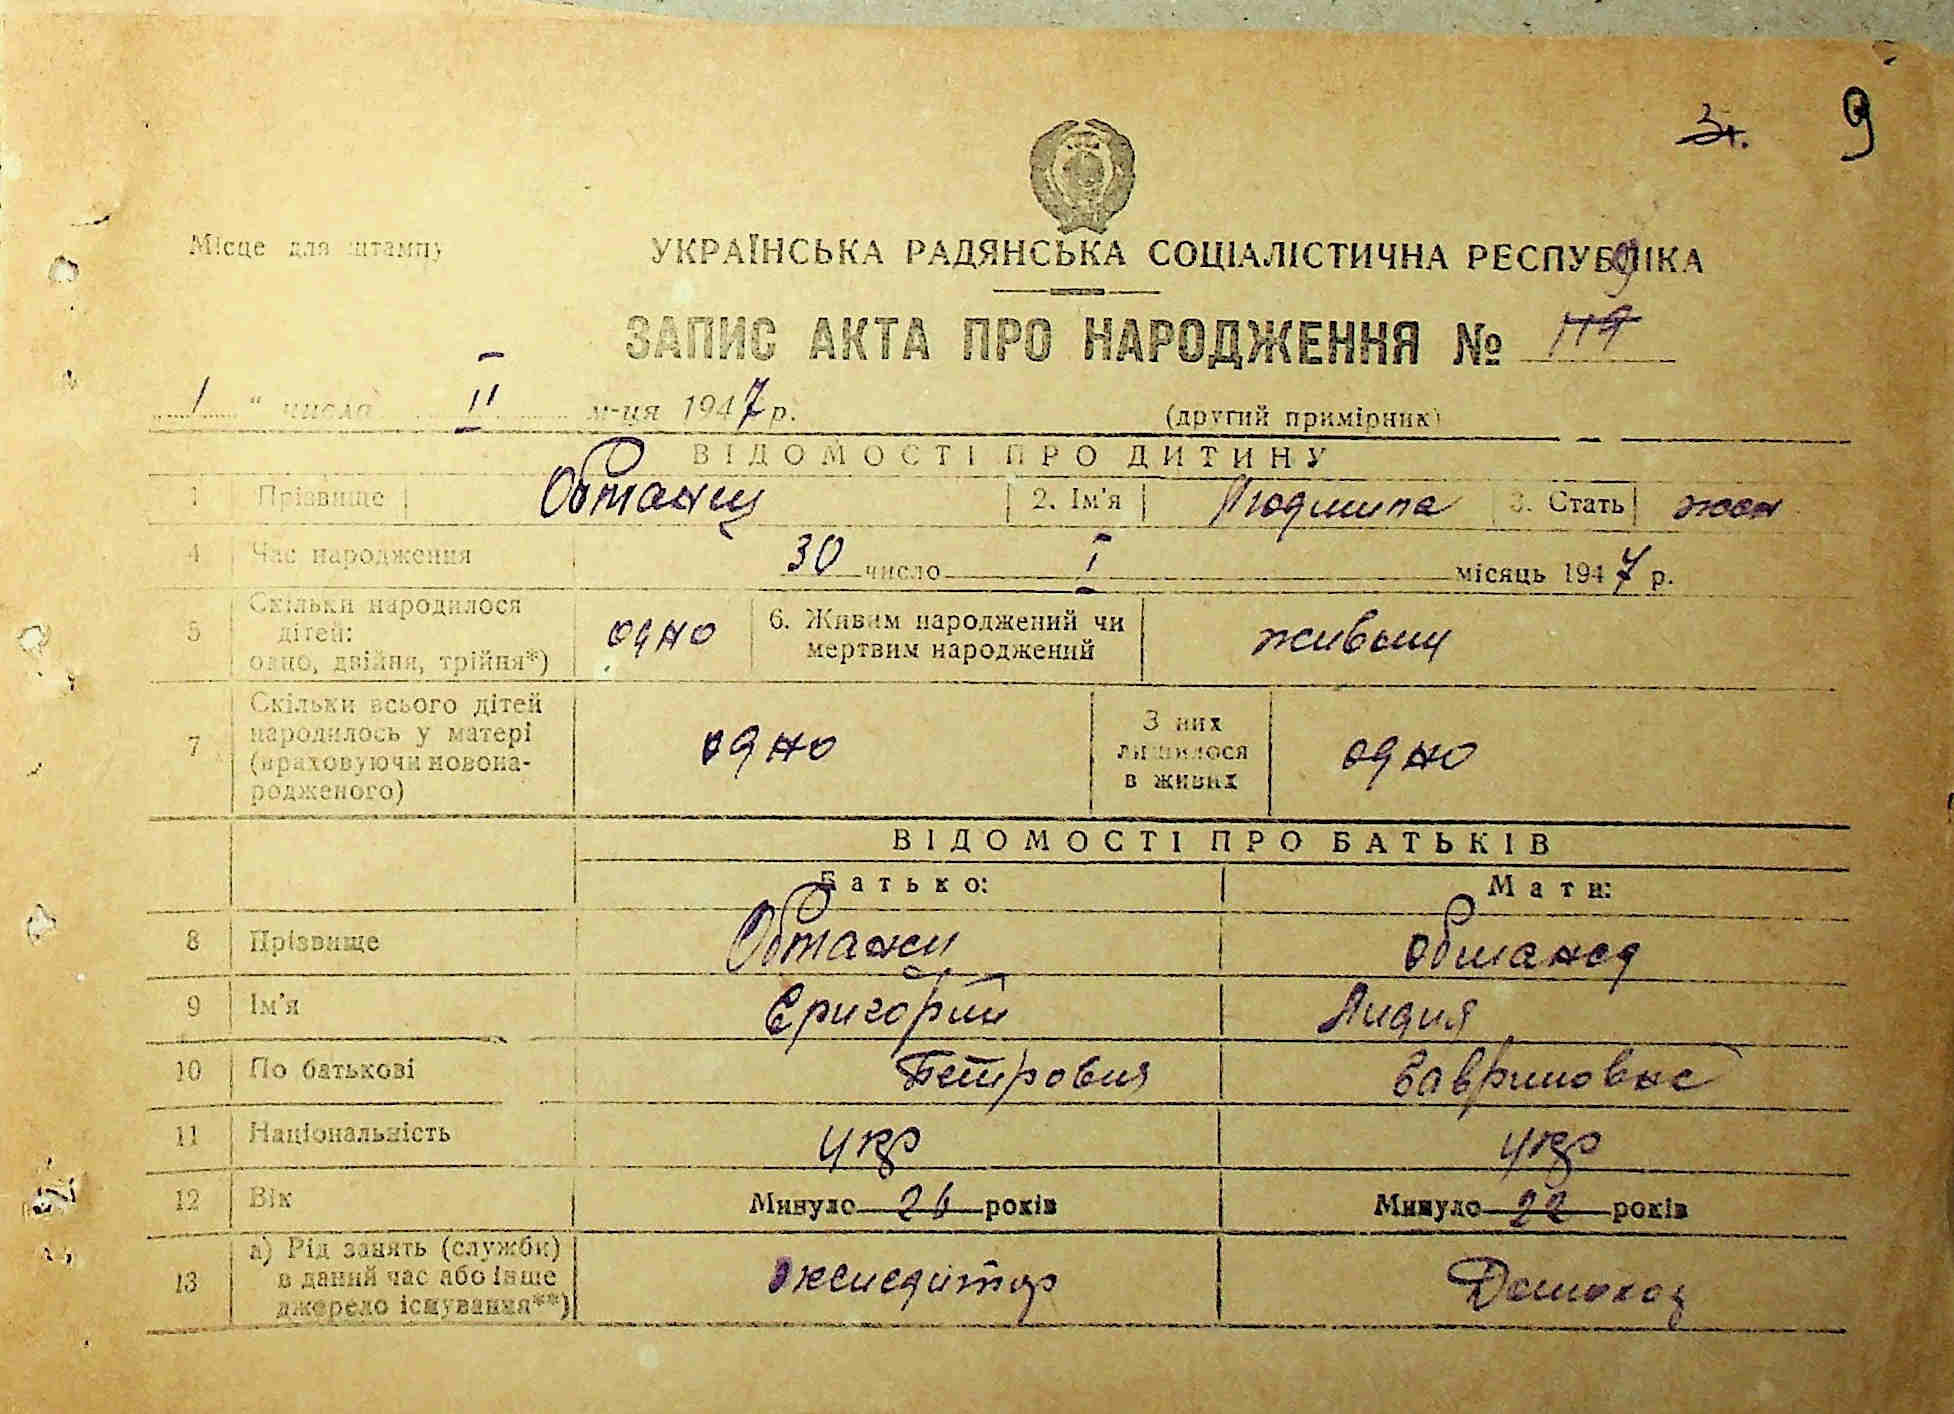 3. 9
Місце для штампу
УКРАЇНСЬКА РАДЯНСЬКА СОЦІАЛІСТИЧНА РЕСПУБЛІКА
9
ЗАПИС АКТА ПРО НАРОДЖЕННЯ № 119
1 " числа II м-ця 1947 р. (другий примірник)
ВІДОМОСТІ ПРО ДИТИНУ
1 Прізвище 2. Ім'я Людмила 3. Стать жен
4 Час народження 30 число I місяць 1947 р.
5 Скільки народилося дітей: одно, двійня, трійня*) одно 6. Живим народжений чи мертвим народжений живым
7 Скільки всього дітей народилось у матері (враховуючи новонародженого) одно З них лишилося в живих одно
ВІДОМОСТІ ПРО БАТЬКІВ
Батько: Мати:
8 Прізвище
9 Ім'я Григорий Лидия
10 По батькові Петрович Гавриловна
11 Національність укр укр
12 Вік Минуло 26 років Минуло 22 років
13 а) Рід занять (служби) в даний час або інше джерело існування**) экспедитор Домохоз